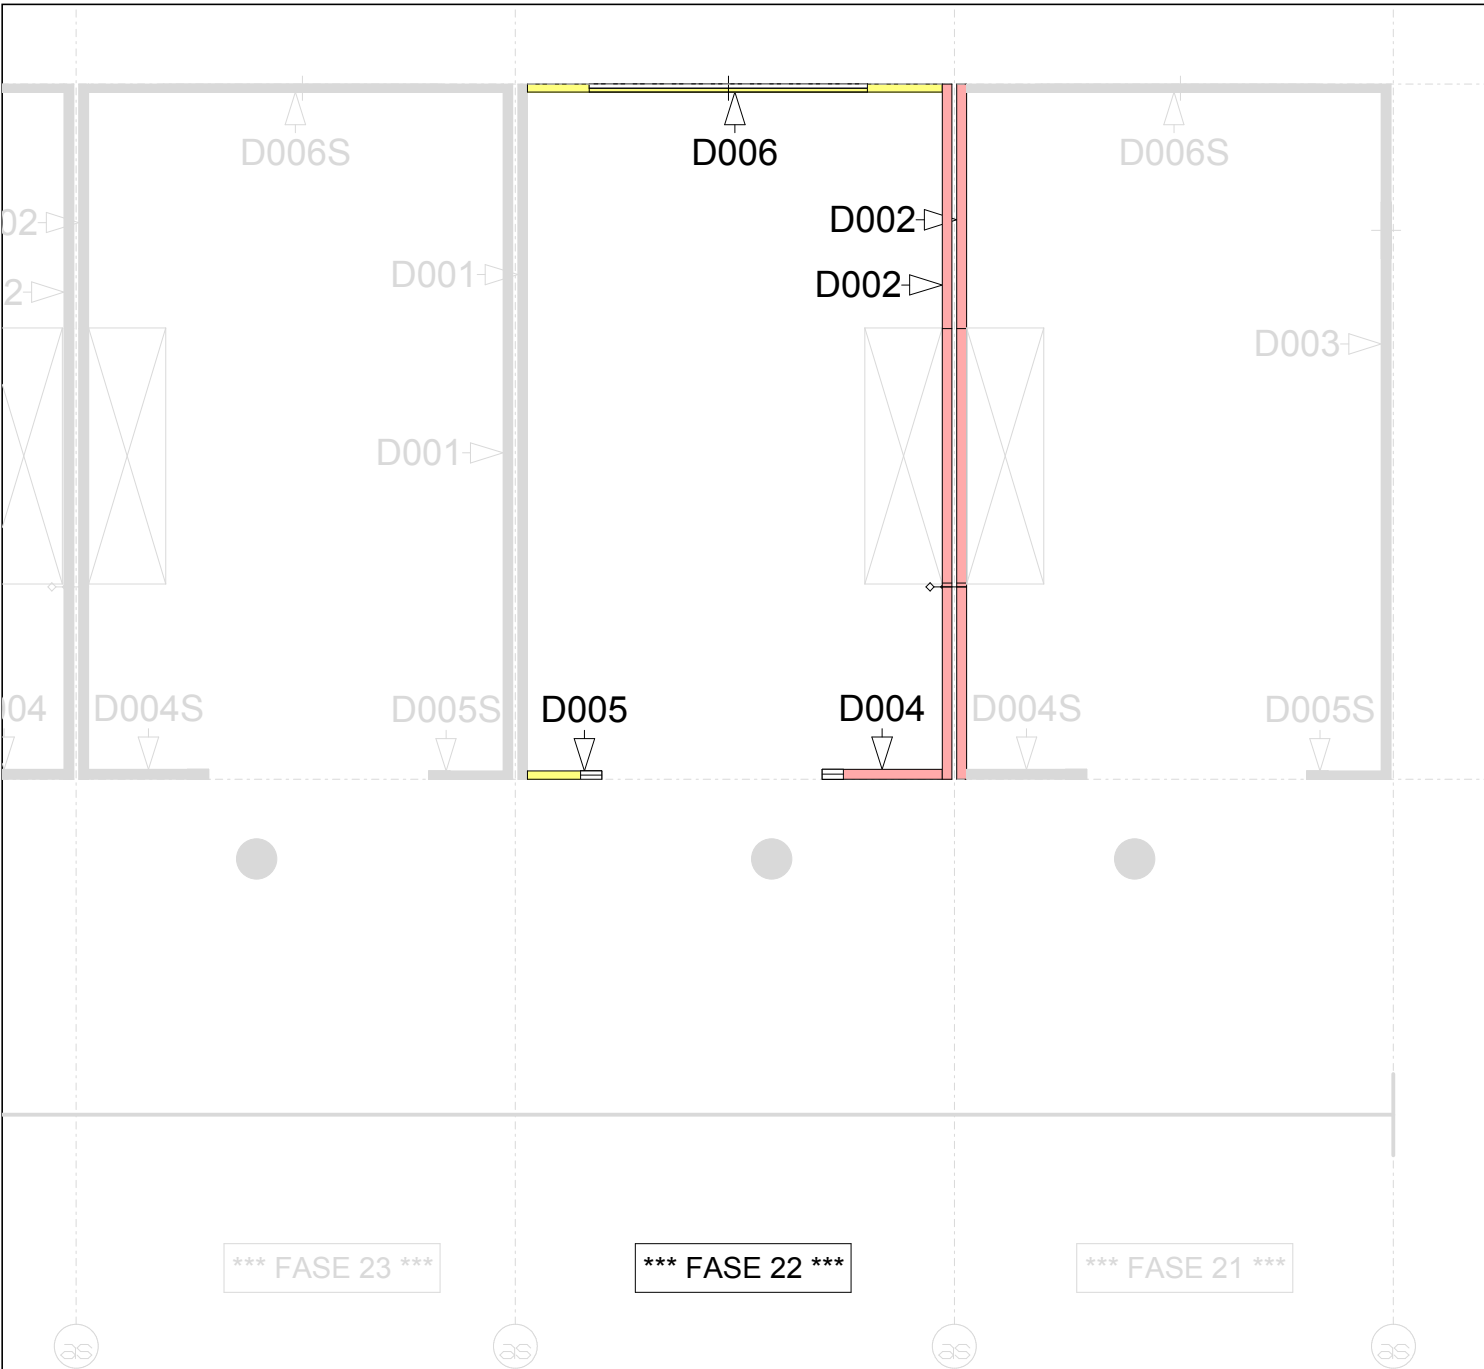 D006S
D006
D006S
02
D002
D001
2
D002
D003
D001
04
D004S
D005S
D005
D004
D004S
D005S
*** FASE 23 ***
*** FASE 22 ***
*** FASE 21 ***
as
as
as
as